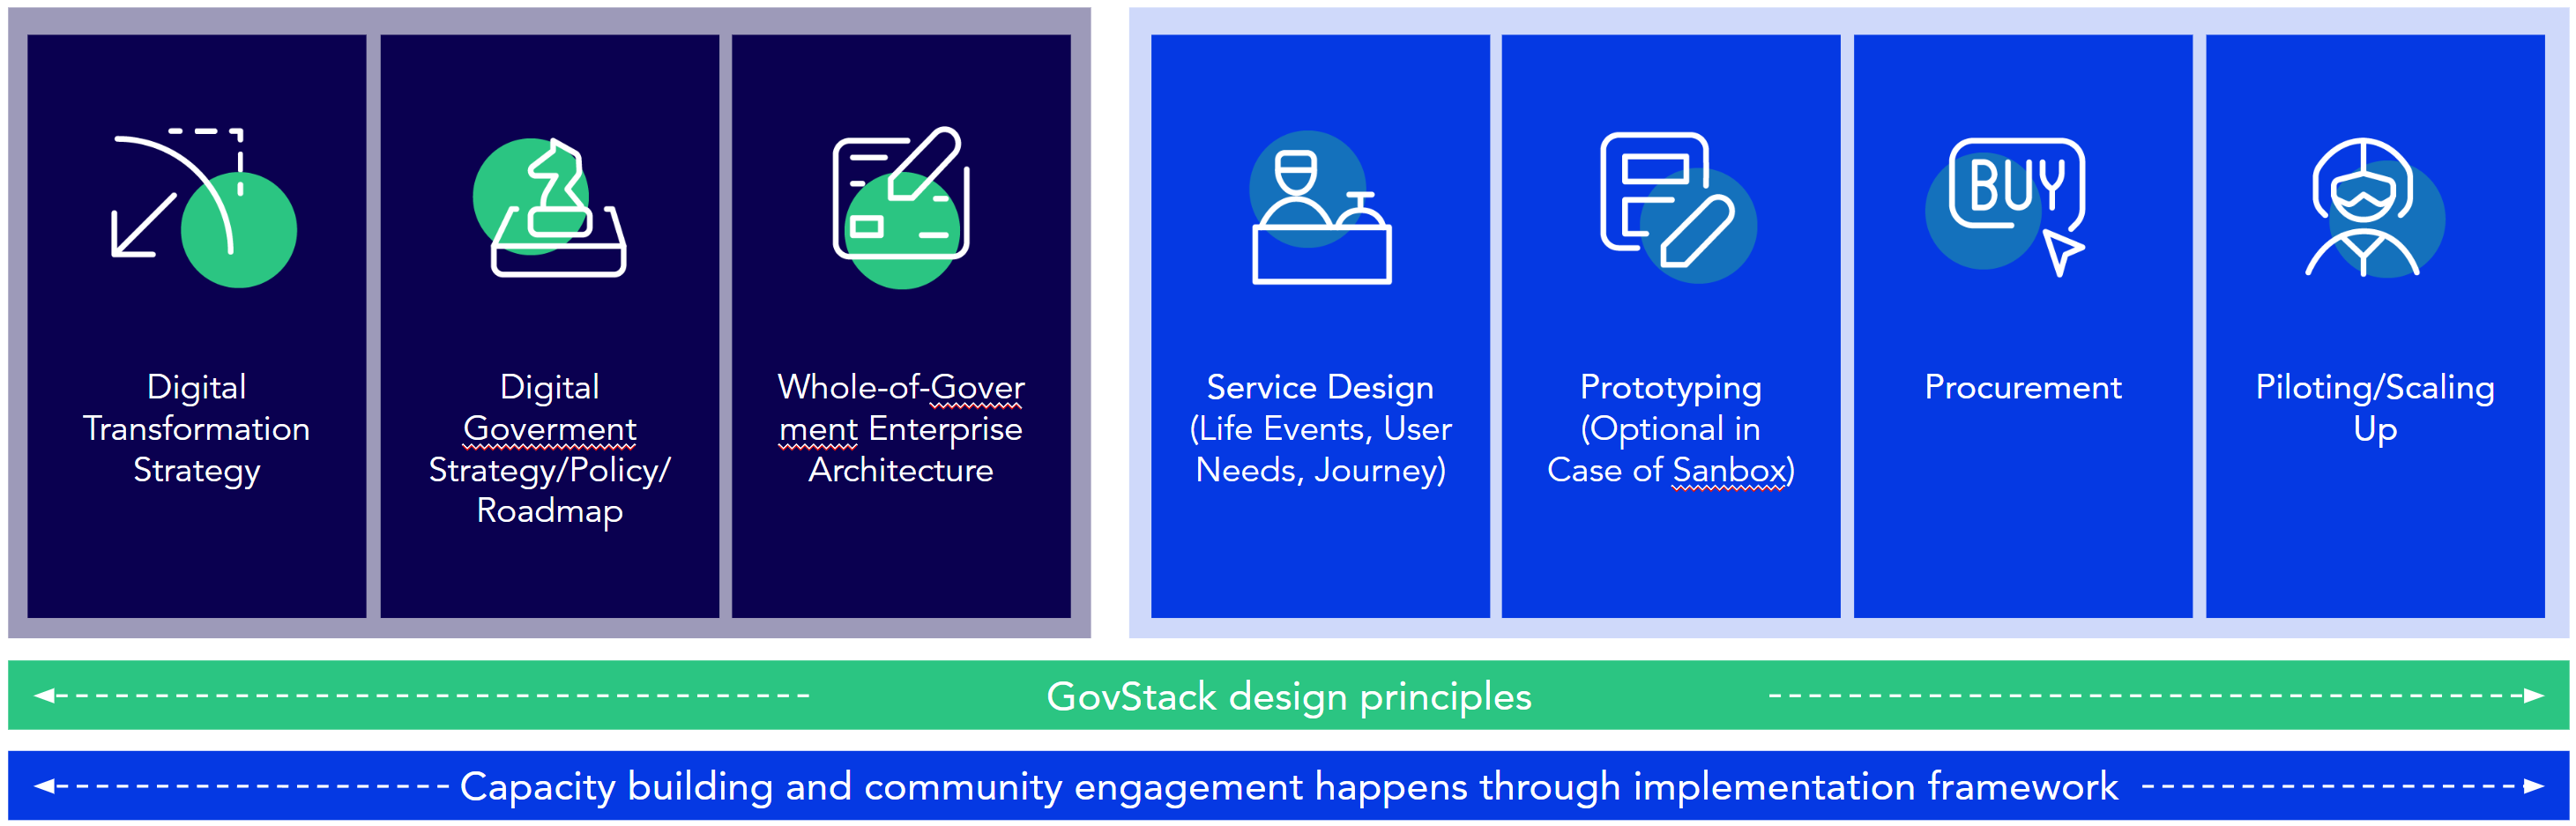 Digital
Transformation
Strategy
Digital
Goverment
Strategy/Policy/
Roadmap
Whole-of-Gover
ment Enterprise
Architecture
Service Design
(Life Events, User
Needs, Journey)
Prototyping
(Optional in
Case of Sanbox)
BUY
Procurement
Piloting/Scaling
Up
GovStack design principles
Capacity building and community engagement happens through implementation framework